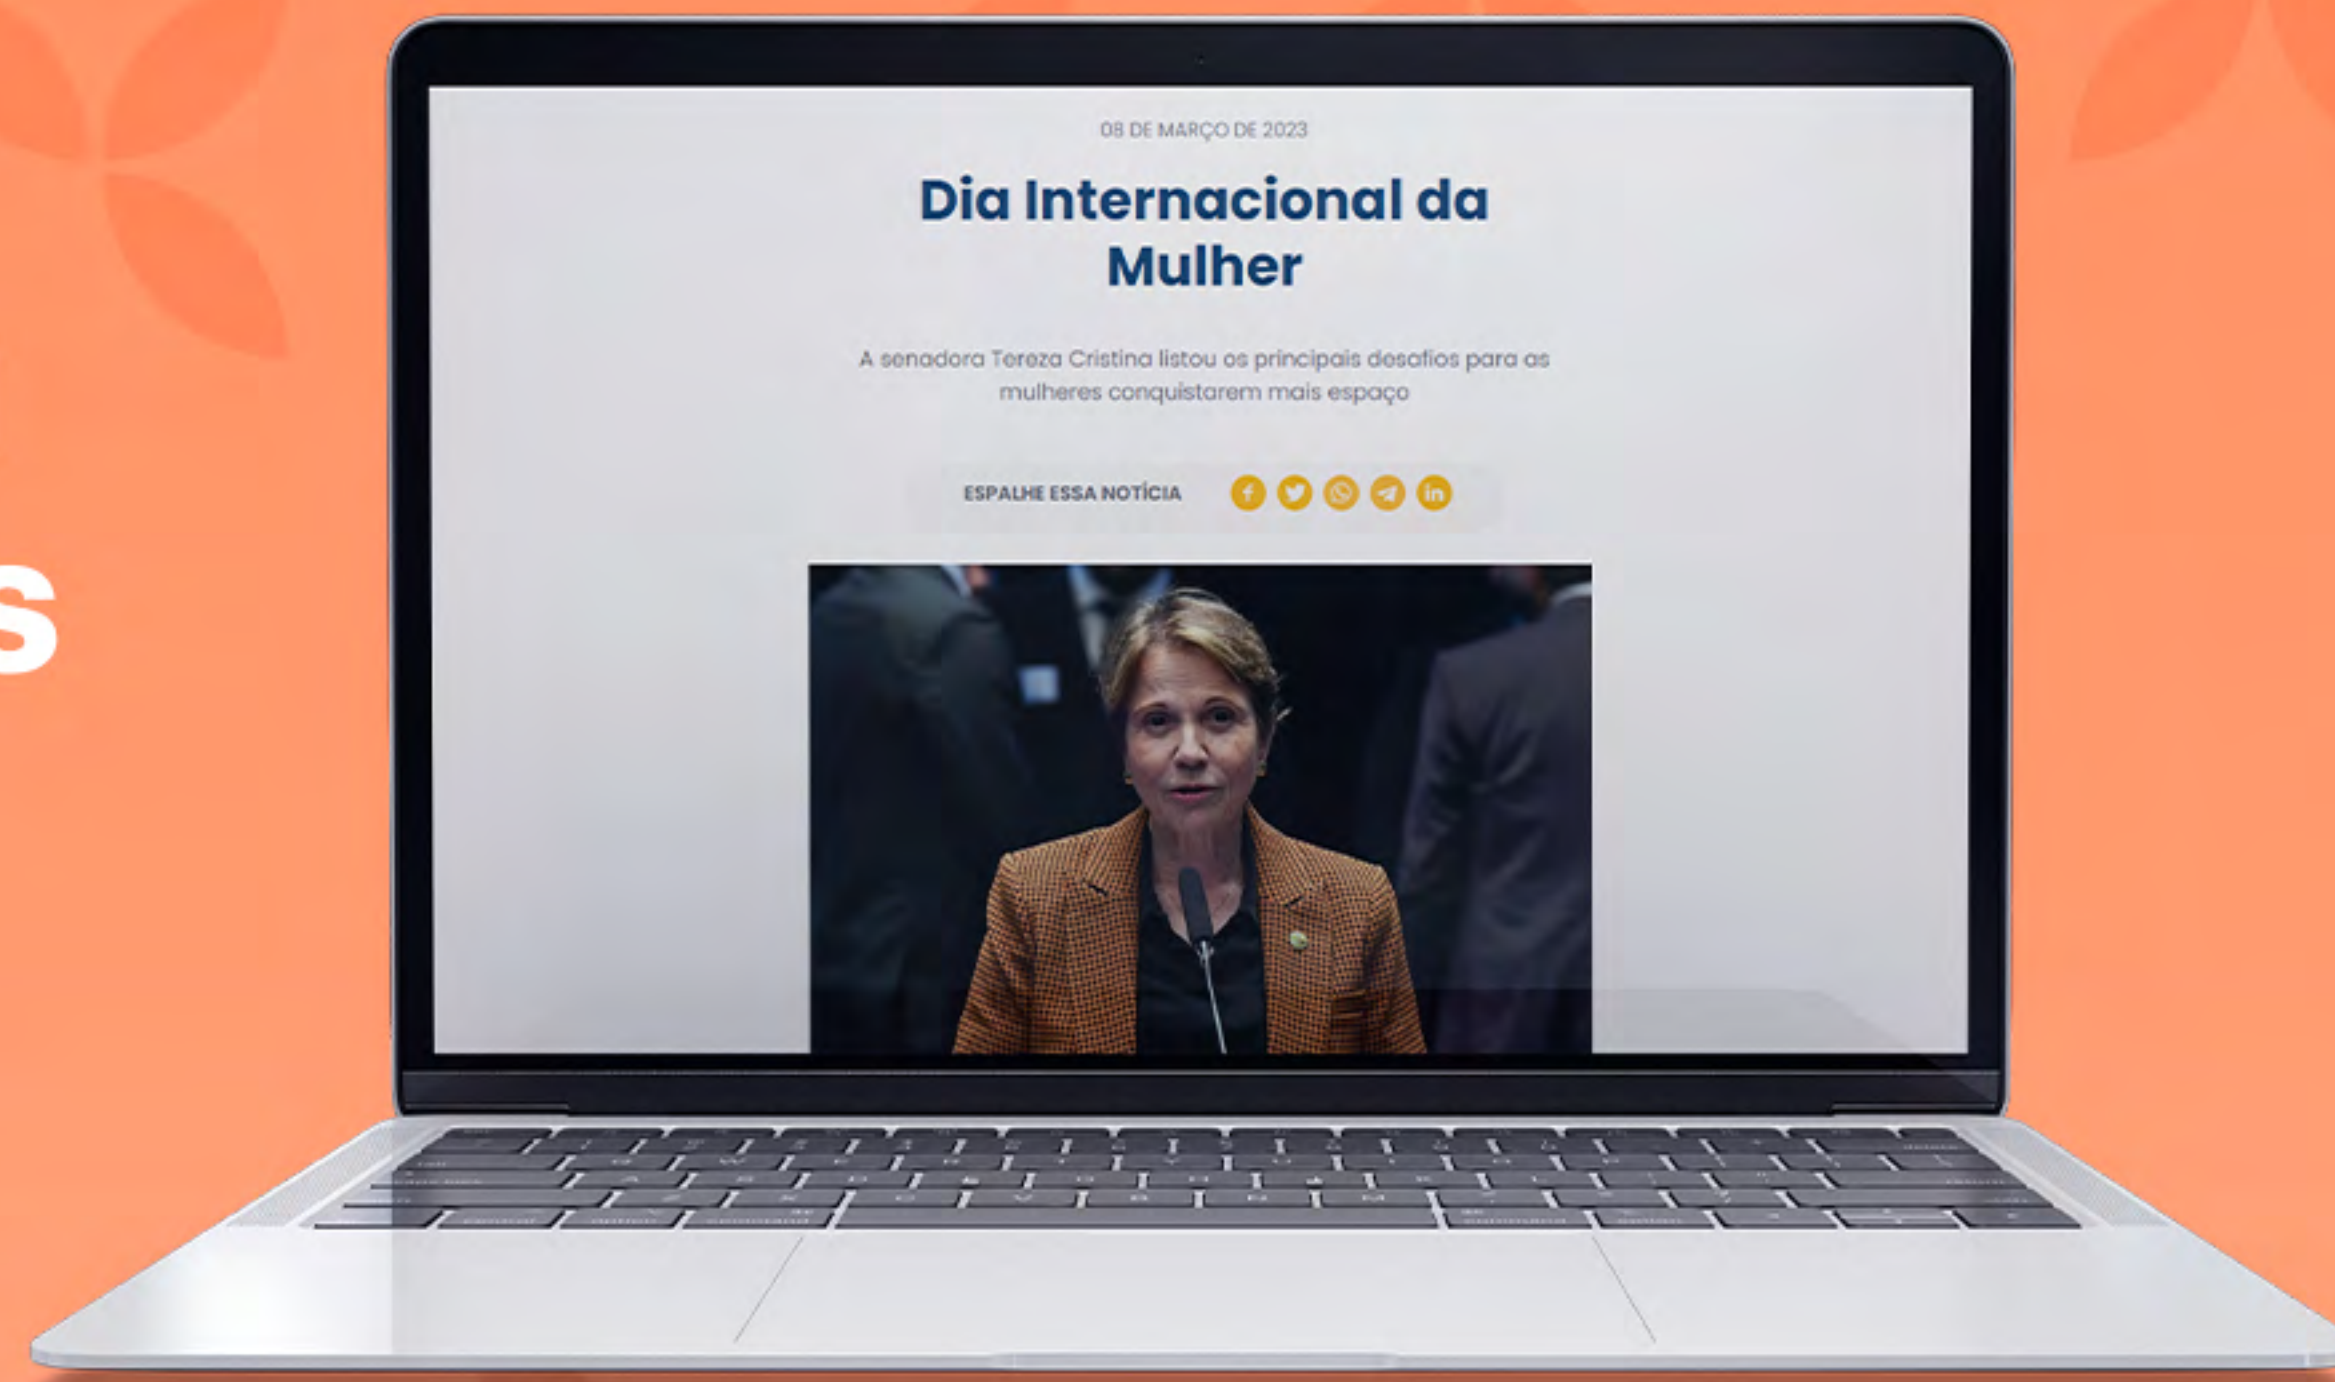 08 DE MARÇO DE 2023
Dia Internacional da
Mulher
A senadora Tereza Cristina listou os principais desafios para as
mulheres conquistarem mais espaço
ESPALHE ESSA NOTÍCIA
s